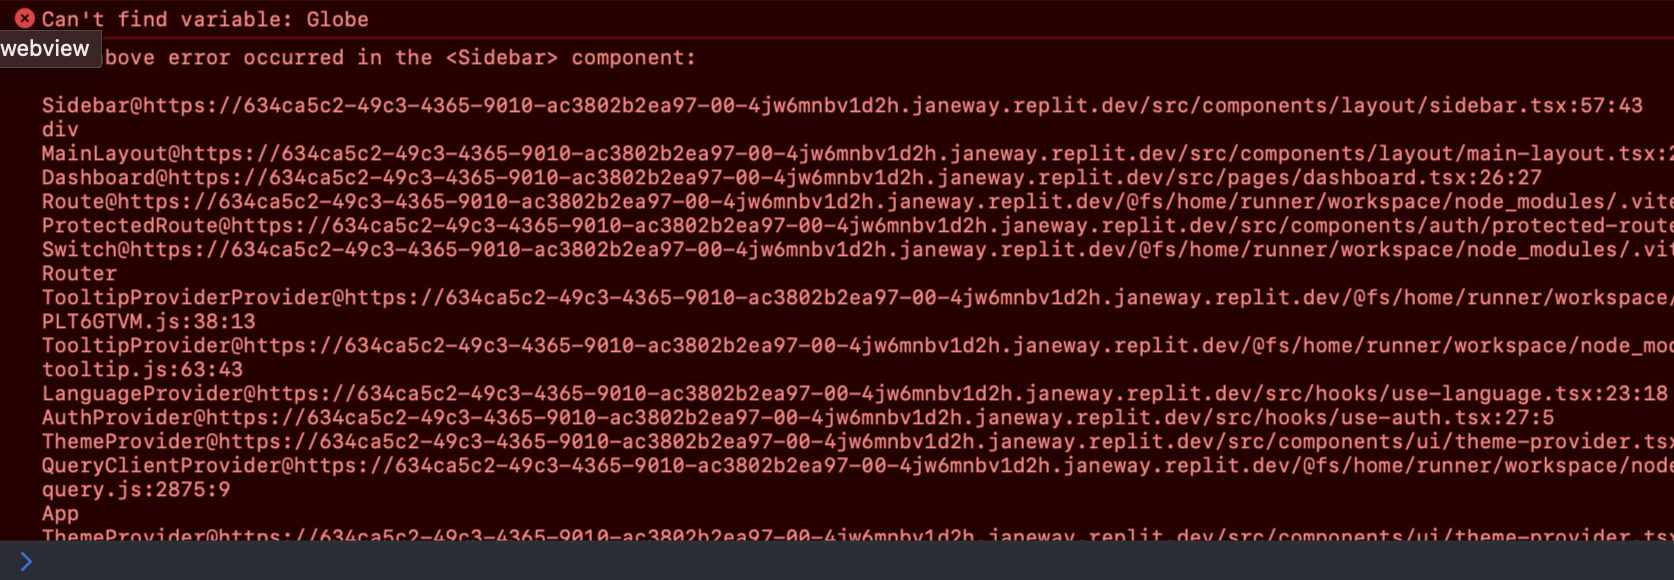 Can't find variable: Globe
webview
bove error occurred in the <Sidebar> component:
Sidebar@https://634ca5c2-49c3-4365-9010-ac3802b2ea97-00-4jw6mnbv1d2h.janeway.replit.dev/src/components/layout/sidebar.tsx:57:43
div
MainLayout@https://634ca5c2-49c3-4365-9010-ac3802b2ea97-00-4jw6mnbv1d2h.janeway.replit.dev/src/components/layout/main-layout.tsx:2
Dashboard@https://634ca5c2-49c3-4365-9010-ac3802b2ea97-00-4jw6mnbv1d2h.janeway.replit.dev/src/pages/dashboard.tsx:26:27
Route@https://634ca5c2-49c3-4365-9010-ac3802b2ea97-00-4jw6mnbv1d2h.janeway.replit.dev/@fs/home/runner/workspace/node_modules/.vite
ProtectedRoute@https://634ca5c2-49c3-4365-9010-ac3802b2ea97-00-4jw6mnbv1d2h.janeway.replit.dev/src/components/auth/protected-route
Switch@https://634ca5c2-49c3-4365-9010-ac3802b2ea97-00-4jw6mnbv1d2h.janeway.replit.dev/@fs/home/runner/workspace/node_modules/.vit
Router
TooltipProviderProvider@https://634ca5c2-49c3-4365-9010-ac3802b2ea97-00-4jw6mnbv1d2h.janeway.replit.dev/@fs/home/runner/workspace/
PLT6GTVM.js:38:13
TooltipProvider@https://634ca5c2-49c3-4365-9010-ac3802b2ea97-00-4jw6mnbv1d2h.janeway.replit.dev/@fs/home/runner/workspace/node_mod
tooltip.js:63:43
LanguageProvider@https://634ca5c2-49c3-4365-9010-ac3802b2ea97-00-4jw6mnbv1d2h.janeway.replit.dev/src/hooks/use-language.tsx:23:18
AuthProvider@https://634ca5c2-49c3-4365-9010-ac3802b2ea97-00-4jw6mnbv1d2h.janeway.replit.dev/src/hooks/use-auth.tsx:27:5
ThemeProvider@https://634ca5c2-49c3-4365-9010-ac3802b2ea97-00-4jw6mnbv1d2h.janeway.replit.dev/src/components/ui/theme-provider.tsx
QueryClientProvider@https://634ca5c2-49c3-4365-9010-ac3802b2ea97-00-4jw6mnbv1d2h.janeway.replit.dev/@fs/home/runner/workspace/node
query.js:2875:9
App
ThemeProvider@https://634ca5c2-49c3-4365-9010-ac3802b2ea97-00-4jw6mnbv1d2h.janeway.replit.dev/src/components/ui/theme-provider.tsx